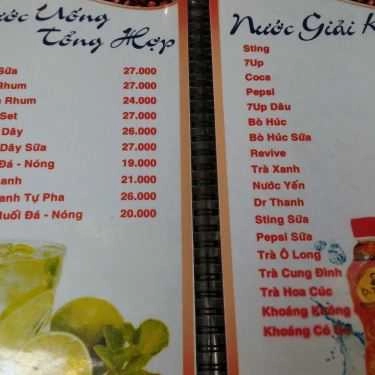 ước Uống
Tổng Hợp
Sữa 27.000
Rhum 27.000
Rhum 24.000
Set 27.000
Dây 26.000
Dây Sữa 27.000
Đá - Nóng 19.000
anh 21.000
anh Tự Pha 26.000
uối Đá - Nóng 20.000
Nước Giải K
Sting
7Up
Coca
Pepsi
7Up Dâu
Bò Húc
Bò Húc Sữa
Revive
Trà Xanh
Nước Yến
Dr Thanh
Sting Sữa
Pepsi Sữa
Trà Ô Long
Trà Cung Đình
Trà Hoa Cúc
Khoáng Không
Khoáng Có